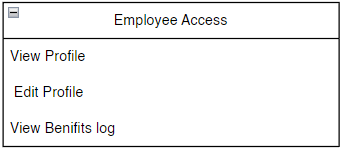 Employee Access
View Profile
Edit Profile
View Benifits log